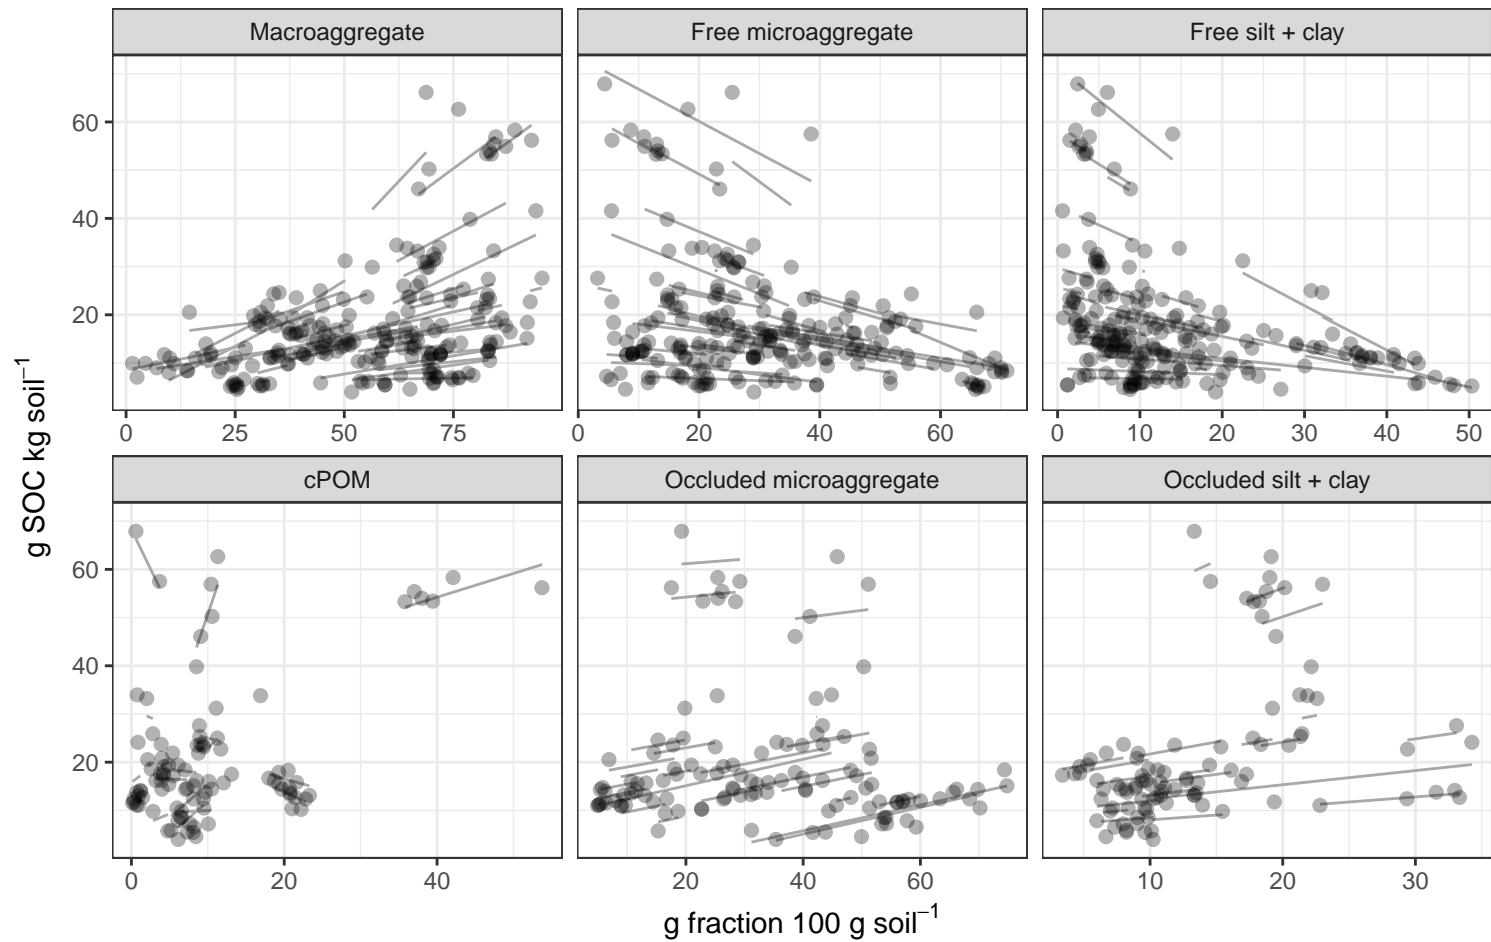 Macroaggregate Free microaggregate Free silt + clay
60
40
20
0 25 50 75 0 20 40 60 0 10 20 30 40 50
cPOM Occluded microaggregate Occluded silt + clay
60
40
20
0 20 40 20 40 60 10 20 30
g fraction 100 g soil⁻¹
g SOC kg soil⁻¹